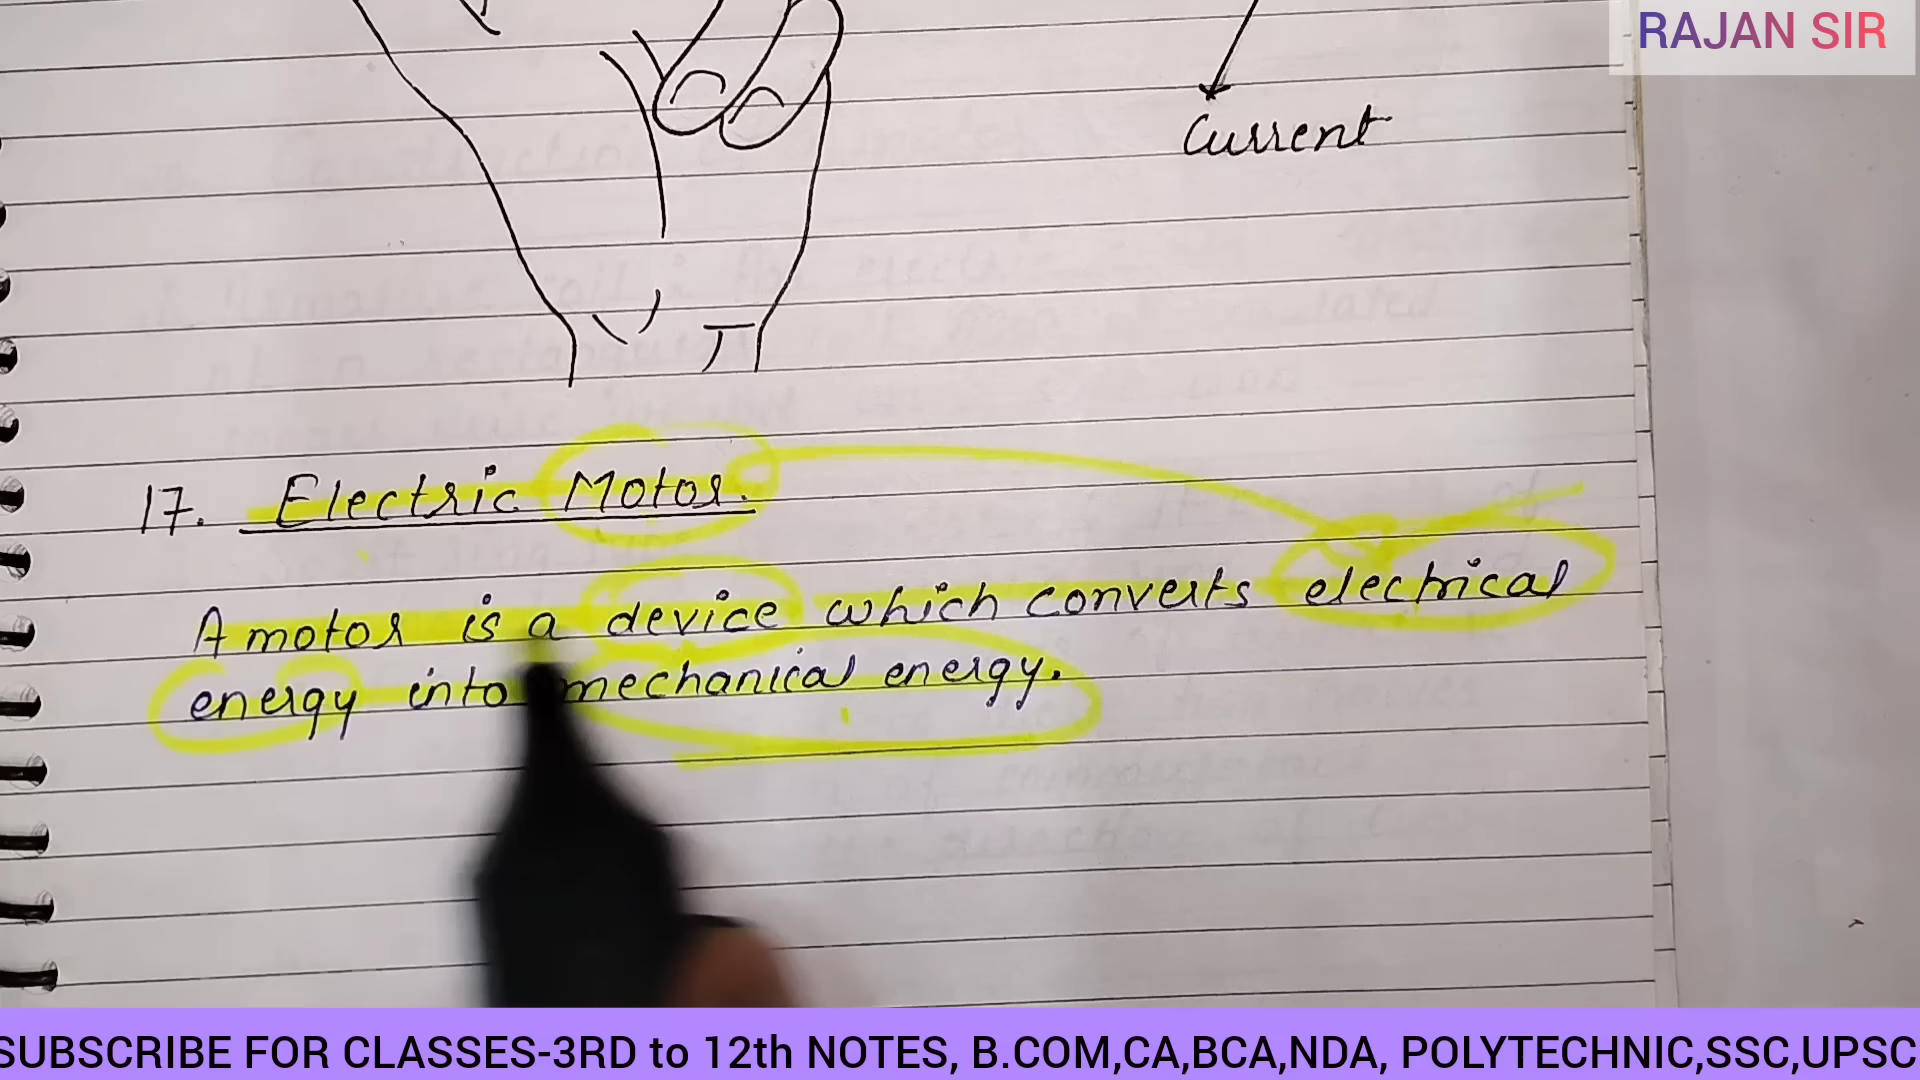 RAJAN SIR
Current
17. Electric Motor.
A motor is a device which converts electrical
energy into mechanical energy.
SUBSCRIBE FOR CLASSES-3RD to 12th NOTES, B.COM,CA,BCA,NDA, POLYTECHNIC,SSC,UPSC